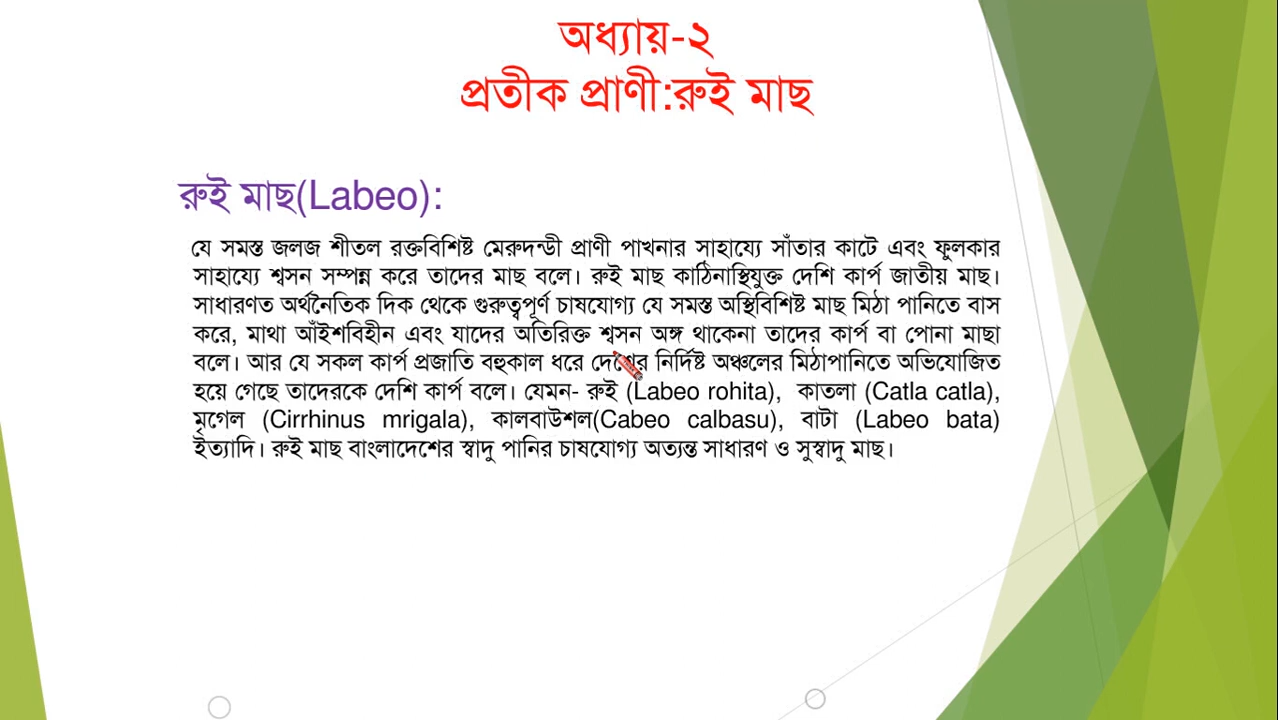 অধ্যায়-২
প্রতীক প্রাণী:রুই মাছ
রুই মাছ(Labeo):
যে সমস্ত জলজ শীতল রক্তবিশিষ্ট মেরুদন্ডী প্রাণী পাখনার সাহায্যে সাঁতার কাটে এবং ফূলকার
সাহায্যে শ্বসন সম্পন্ন করে তাদের মাছ বলে। রুই মাছ কাঠিনাস্থিযুক্ত দেশি কার্প জাতীয় মাছ।
সাধারণত অর্থনৈতিক দিক থেকে গুরুত্বপূর্ণ চাষযোগ্য যে সমস্ত অস্থিবিশিষ্ট মাছ মিঠা পানিতে বাস
করে, মাথা আঁইশবিহীন এবং যাদের অতিরিক্ত শ্বসন অঙ্গ থাকেনা তাদের কার্প বা পোনা মাছা
বলে। আর যে সকল কার্প প্রজাতি বহুকাল ধরে দেশের নির্দিষ্ট অঞ্চলের মিঠাপানিতে অভিযোজিত
হয়ে গেছে তাদেরকে দেশি কার্প বলে। যেমন- রুই (Labeo rohita), কাতলা (Catla catla),
মৃগেল (Cirrhinus mrigala), কালবাউশল(Cabeo calbasu), বাটা (Labeo bata)
ইত্যাদি। রুই মাছ বাংলাদেশের স্বাদু পানির চাষযোগ্য অত্যন্ত সাধারণ ও সুস্বাদু মাছ।